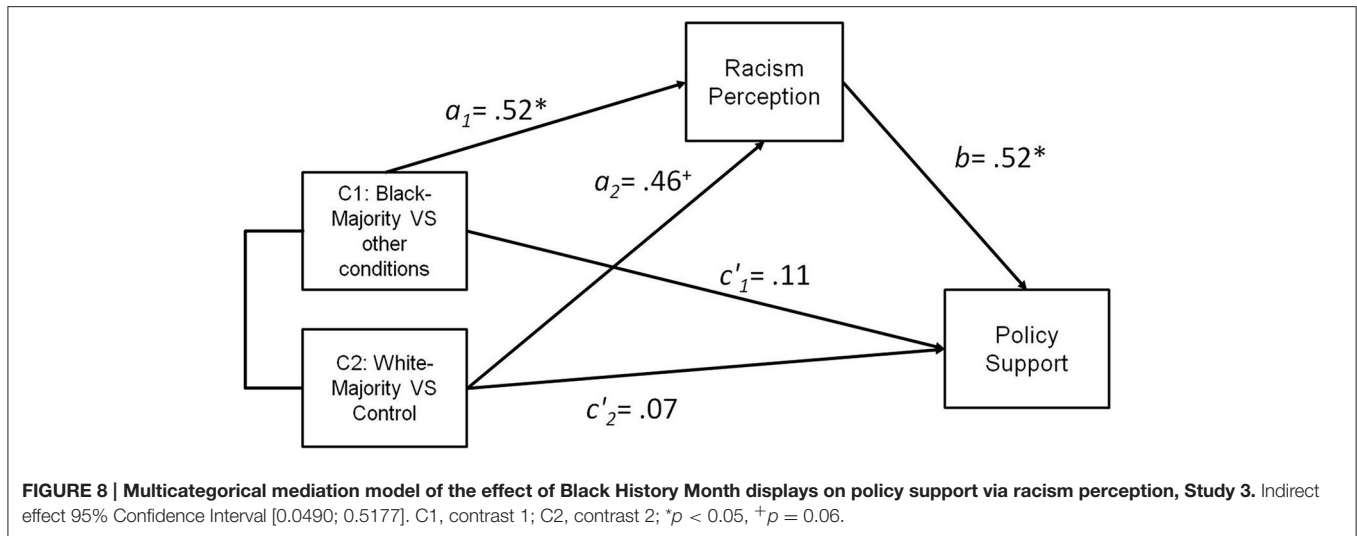 Racism
Perception
a₁= .52*
a₂= .46⁺
b= .52*
C1: Black-
Majority VS
other
conditions
c'₁= .11
C2: White-
Majority VS
Control
c'₂= .07
Policy
Support
FIGURE 8 | Multicategorical mediation model of the effect of Black History Month displays on policy support via racism perception, Study 3. Indirect
effect 95% Confidence Interval [0.0490; 0.5177]. C1, contrast 1; C2, contrast 2; *p < 0.05, ⁺p = 0.06.